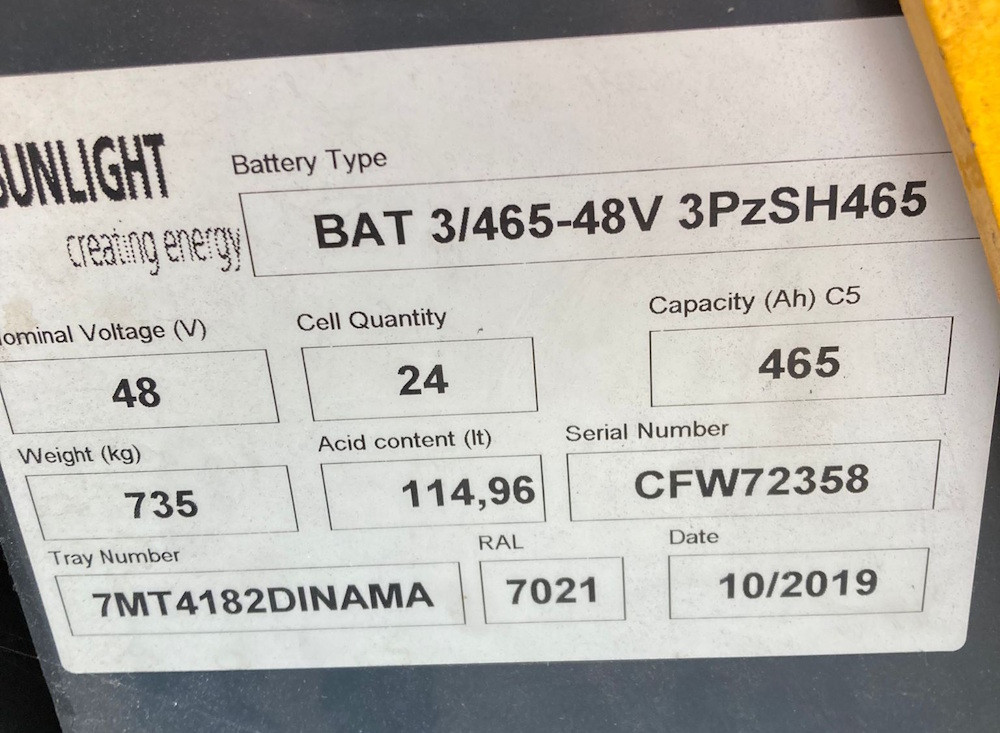 SUNLIGHT
creating energy
Battery Type
BAT 3/465-48V 3PzSH465
Nominal Voltage (V)
48
Cell Quantity
24
Capacity (Ah) C5
465
Weight (kg)
735
Acid content (lt)
114,96
Serial Number
CFW72358
Tray Number
7MT4182DINAMA
RAL
7021
Date
10/2019